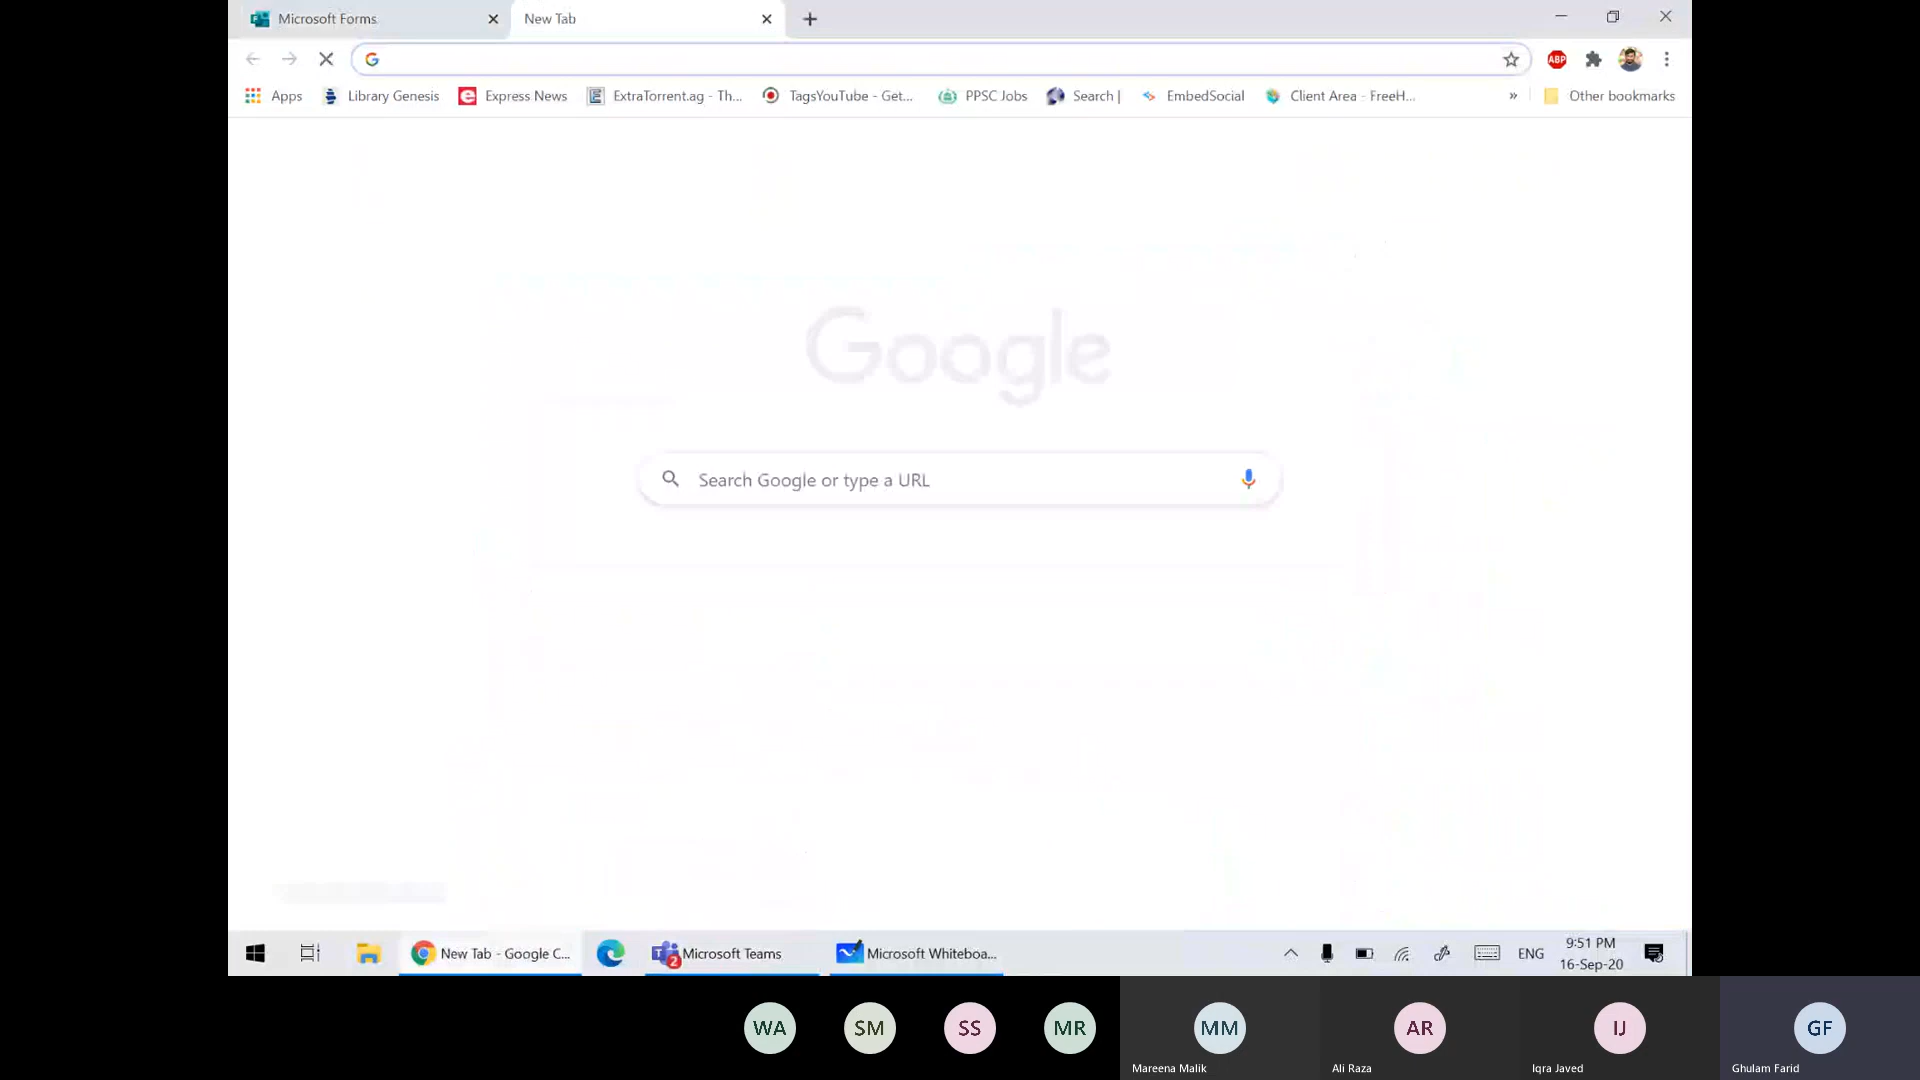 Microsoft Forms
New Tab
ABP
Apps
Library Genesis
Express News
ExtraTorrent.ag - Th...
TagsYouTube - Get...
PPSC Jobs
Search |
EmbedSocial
Client Area - FreeH...
»
Other bookmarks
Google
Search Google or type a URL
New Tab - Google C...
2
Microsoft Teams
Microsoft Whiteboa...
ENG
9:51 PM
16-Sep-20
WA
SM
SS
MR
MM
AR
IJ
GF
Mareena Malik
Ali Raza
Iqra Javed
Ghulam Farid